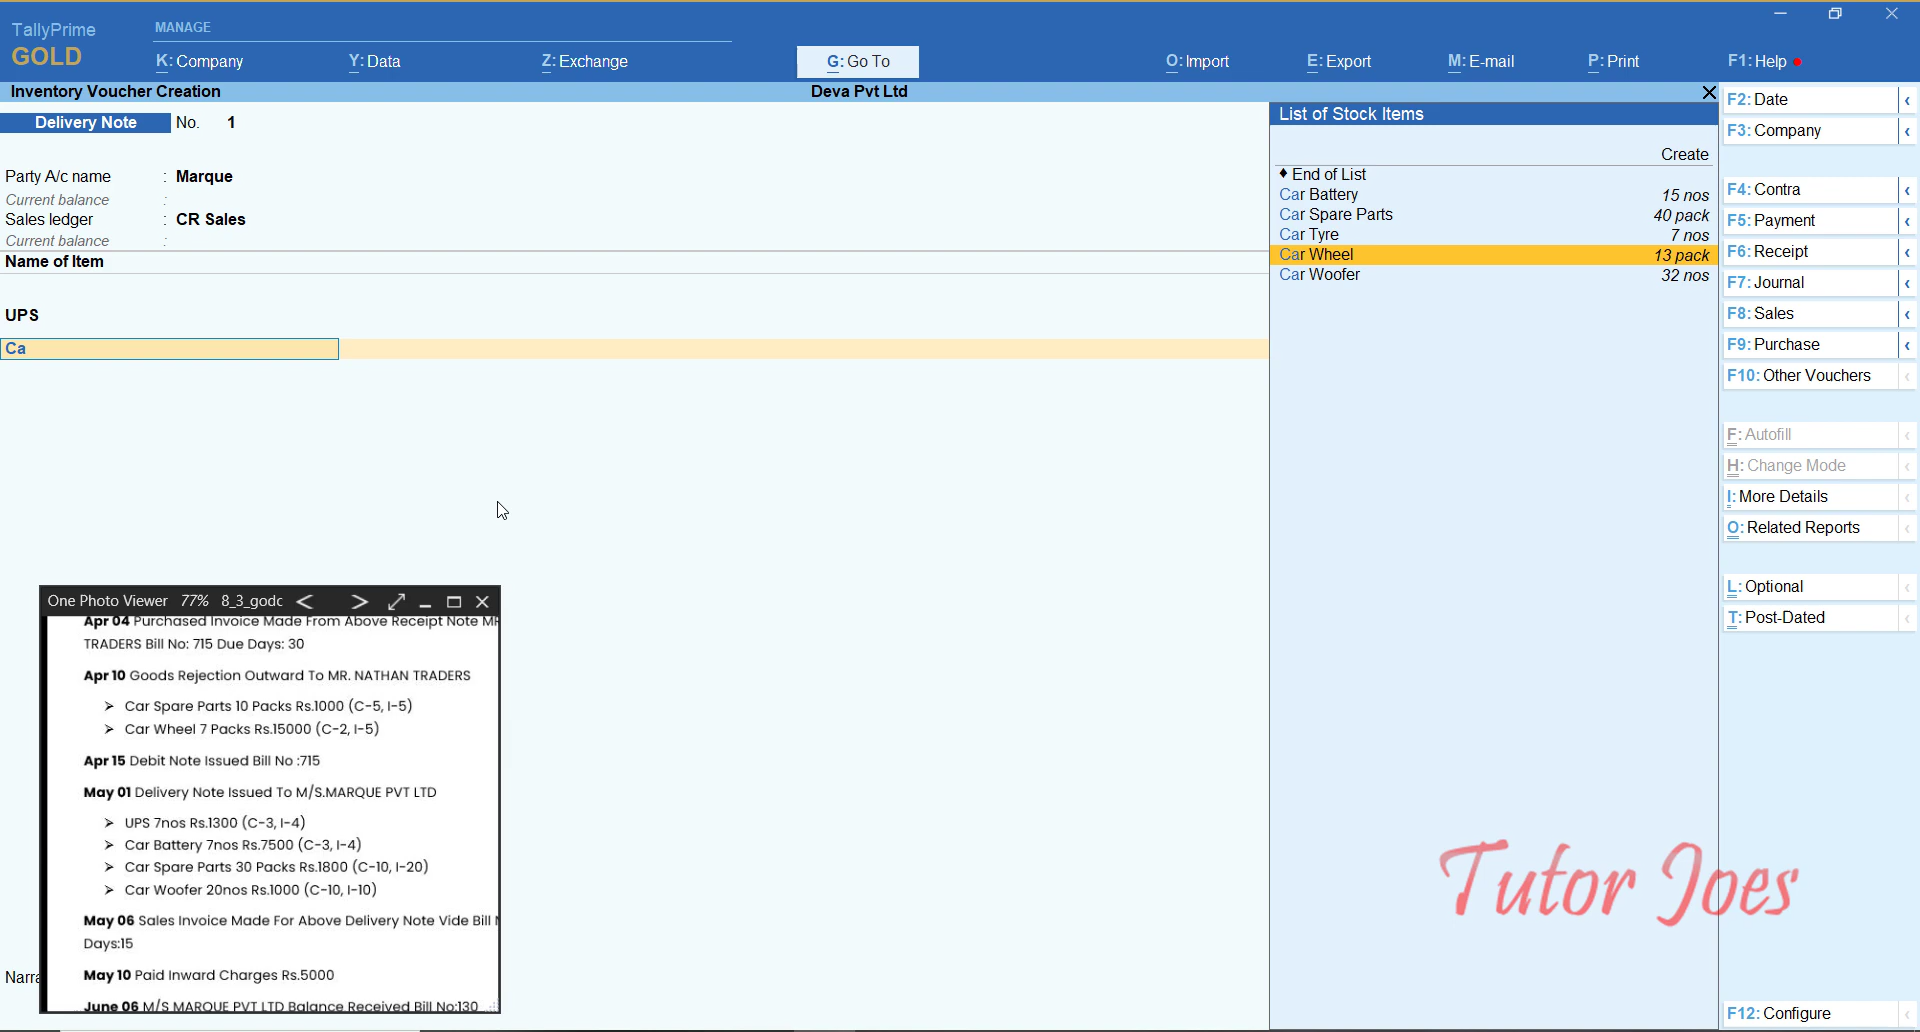 TallyPrime
GOLD
MANAGE
K: Company
Y: Data
Z: Exchange
G: Go To
O: Import
E: Export
M: E-mail
P: Print
F1: Help
Inventory Voucher Creation
Deva Pvt Ltd
Delivery Note No. 1
Party A/c name : Marque
Current balance :
Sales ledger : CR Sales
Current balance :
Name of Item
UPS
Ca
List of Stock Items
Create
♦ End of List
Car Battery 15 nos
Car Spare Parts 40 pack
Car Tyre 7 nos
Car Wheel 13 pack
Car Woofer 32 nos
F2: Date
F3: Company
F4: Contra
F5: Payment
F6: Receipt
F7: Journal
F8: Sales
F9: Purchase
F10: Other Vouchers
F: Autofill
H: Change Mode
I: More Details
O: Related Reports
L: Optional
T: Post-Dated
F12: Configure
One Photo Viewer 77% 8_3_godc
Apr 04 Purchased Invoice Made From Above Receipt Note MR
TRADERS Bill No: 715 Due Days: 30
Apr 10 Goods Rejection Outward To MR. NATHAN TRADERS
➢ Car Spare Parts 10 Packs Rs.1000 (C-5, I-5)
➢ Car Wheel 7 Packs Rs.15000 (C-2, I-5)
Apr 15 Debit Note Issued Bill No :715
May 01 Delivery Note Issued To M/S.MARQUE PVT LTD
➢ UPS 7nos Rs.1300 (C-3, I-4)
➢ Car Battery 7nos Rs.7500 (C-3, I-4)
➢ Car Spare Parts 30 Packs Rs.1800 (C-10, I-20)
➢ Car Woofer 20nos Rs.1000 (C-10, I-10)
May 06 Sales Invoice Made For Above Delivery Note Vide Bill
Days:15
May 10 Paid Inward Charges Rs.5000
June 06 M/S MARQUE PVT LTD Balance Received Bill No:130
Narra
Tutor Joes